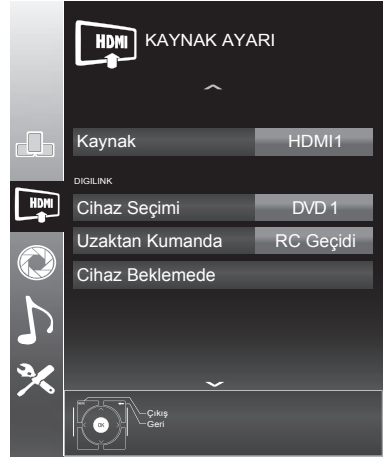 HDMI KAYNAK AYARI
Kaynak HDMI1
DIGILINK
HDMI
Cihaz Seçimi DVD 1
Uzaktan Kumanda RC Geçidi
Cihaz Beklemede
Çıkış
Geri
OK